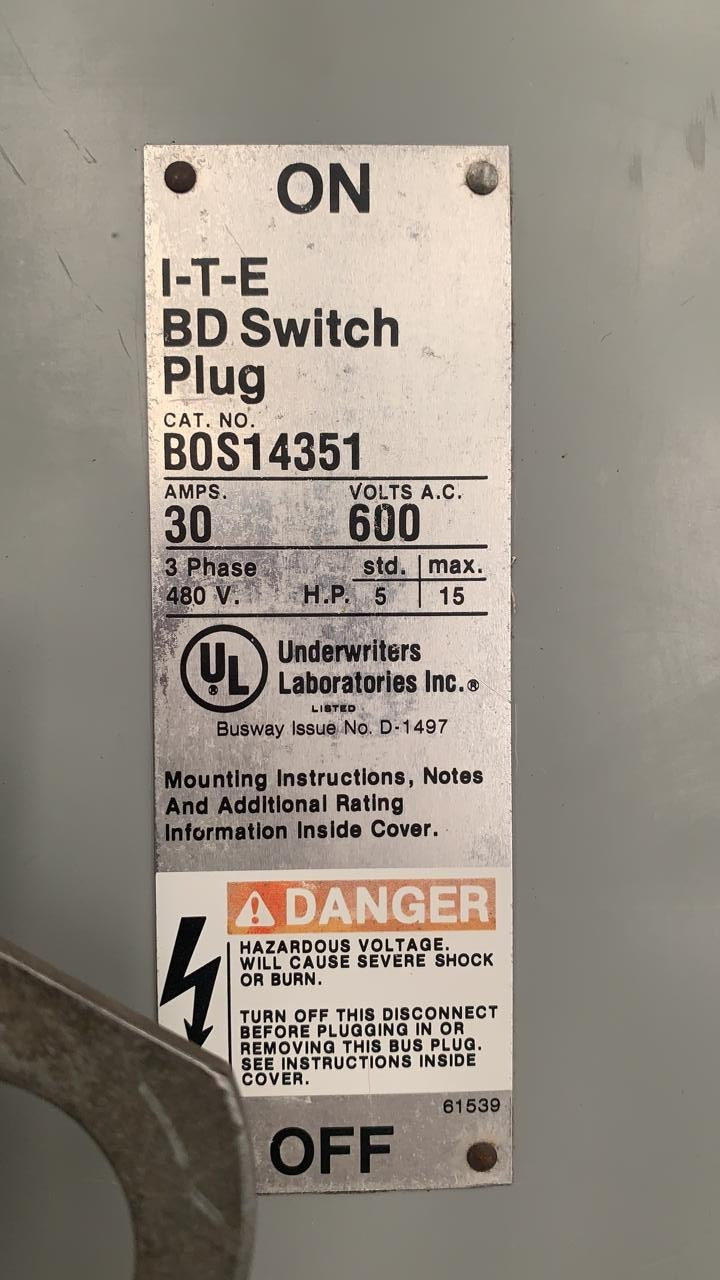 ON
I-T-E
BD Switch
Plug
CAT. NO.
BOS14351
AMPS. VOLTS A.C.
30 600
3 Phase std. max.
480 V. H.P. 5 15
UL ® Underwriters
Laboratories Inc.®
LISTED
Busway Issue No. D-1497
Mounting Instructions, Notes
And Additional Rating
Information Inside Cover.
DANGER
HAZARDOUS VOLTAGE.
WILL CAUSE SEVERE SHOCK
OR BURN.
TURN OFF THIS DISCONNECT
BEFORE PLUGGING IN OR
REMOVING THIS BUS PLUG.
SEE INSTRUCTIONS INSIDE
COVER.
61539
OFF